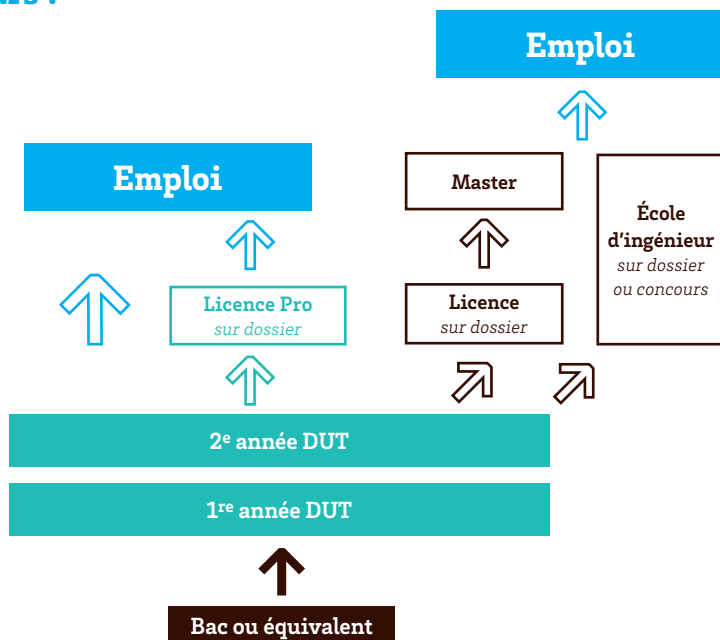 Emploi
Emploi
Master
École
d'ingénieur
sur dossier
ou concours
Licence Pro
sur dossier
Licence
sur dossier
2e année DUT
1re année DUT
Bac ou équivalent